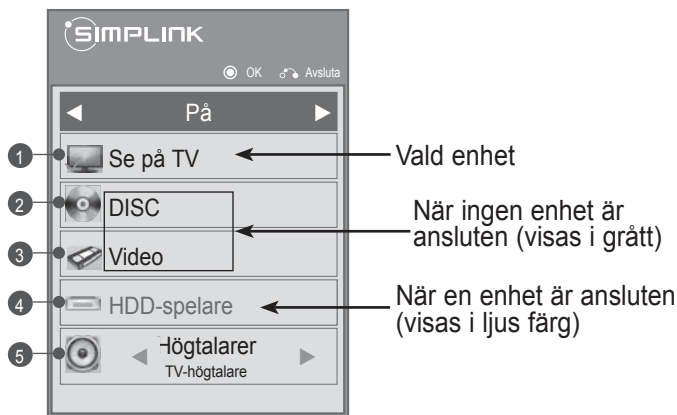 SIMPLINK
OK Avsluta
På
1 Se på TV
Vald enhet
2 DISC
3 Video
När ingen enhet är
ansluten (visas i grått)
4 HDD-spelare
När en enhet är ansluten
(visas i ljus färg)
5 Högtalarer
TV-högtalare